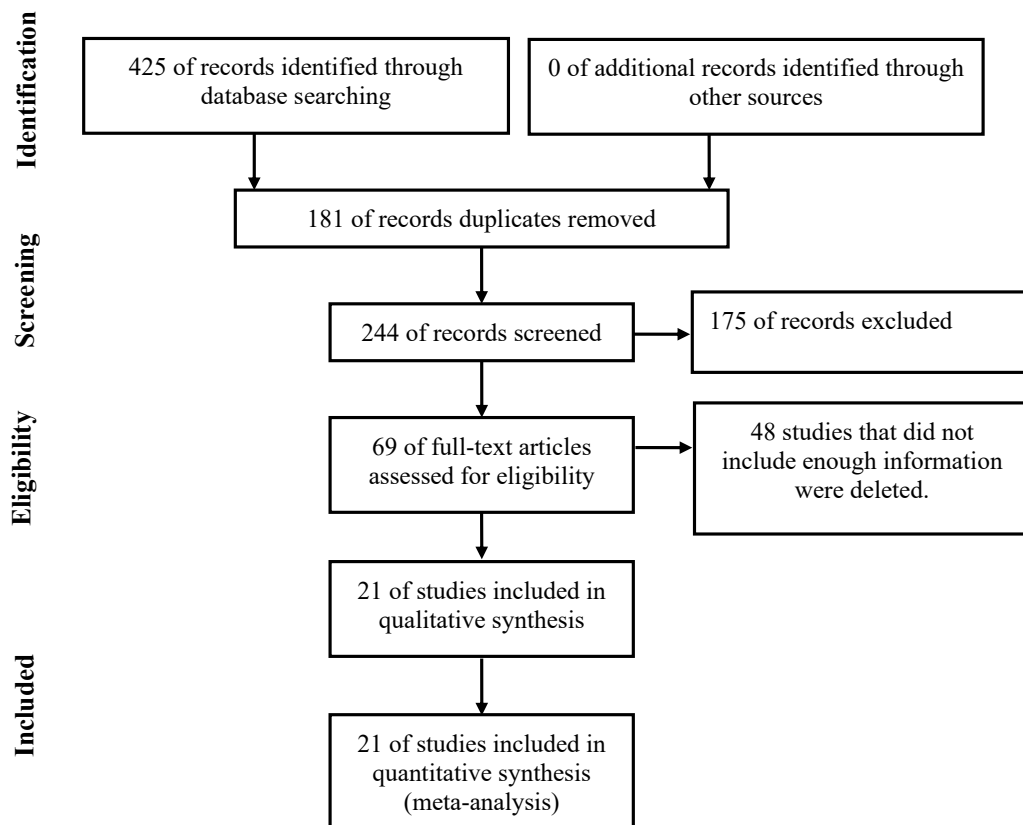 Identification
425 of records identified through
database searching
0 of additional records identified through
other sources
181 of records duplicates removed
Screening
244 of records screened
175 of records excluded
Eligibility
69 of full-text articles
assessed for eligibility
48 studies that did not
include enough information
were deleted.
Included
21 of studies included in
qualitative synthesis
21 of studies included in
quantitative synthesis
(meta-analysis)